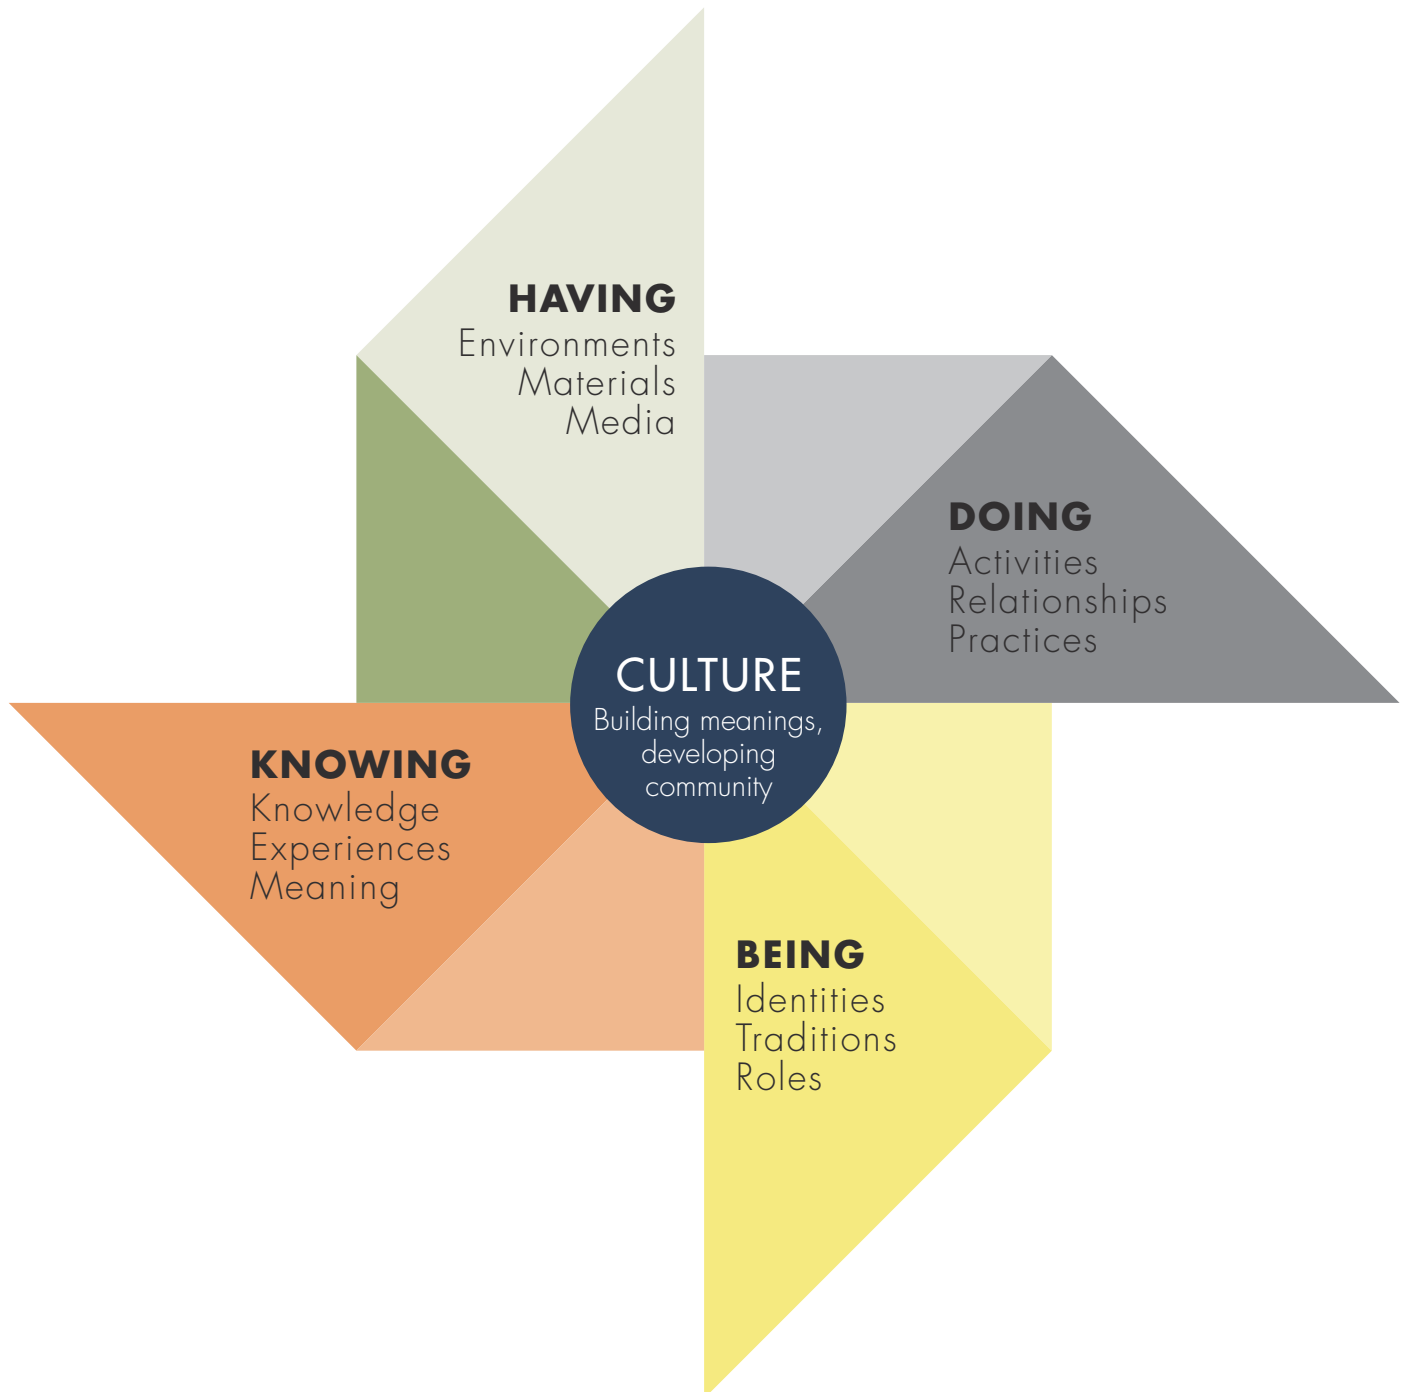 HAVING
Environments
Materials
Media
DOING
Activities
Relationships
Practices
CULTURE
Building meanings,
developing
community
KNOWING
Knowledge
Experiences
Meaning
BEING
Identities
Traditions
Roles